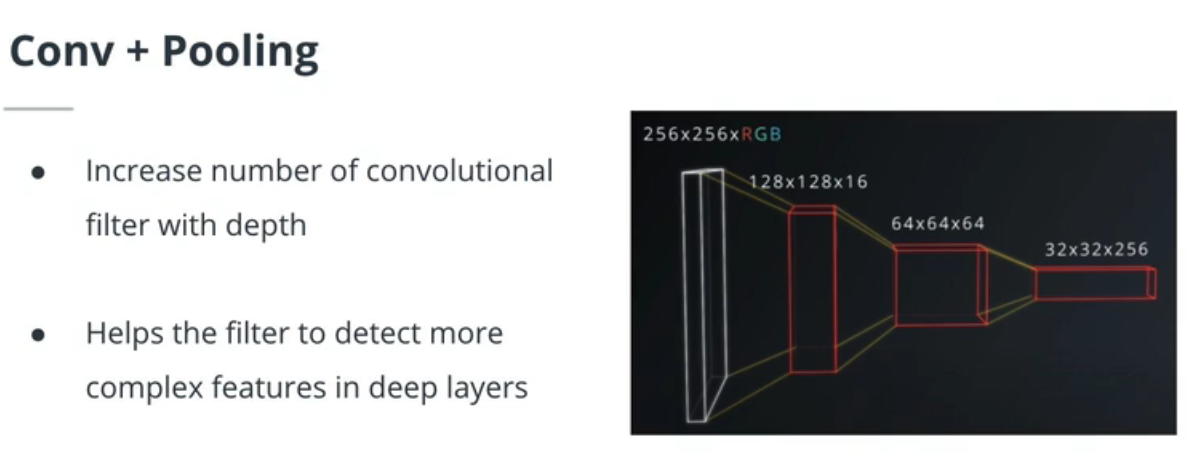 Conv + Pooling
● Increase number of convolutional
filter with depth
● Helps the filter to detect more
complex features in deep layers
256x256xRGB
128x128x16
64x64x64
32x32x256